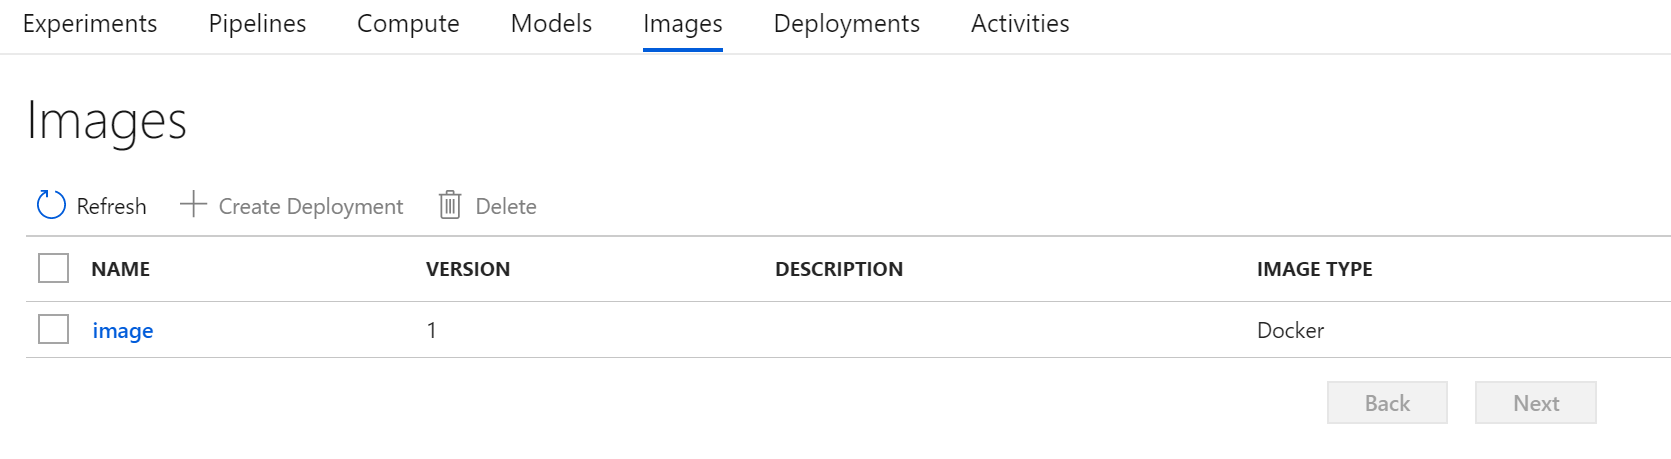 Experiments Pipelines Compute Models Images Deployments Activities
Images
Refresh Create Deployment Delete
NAME VERSION DESCRIPTION IMAGE TYPE
image 1 Docker
Back Next